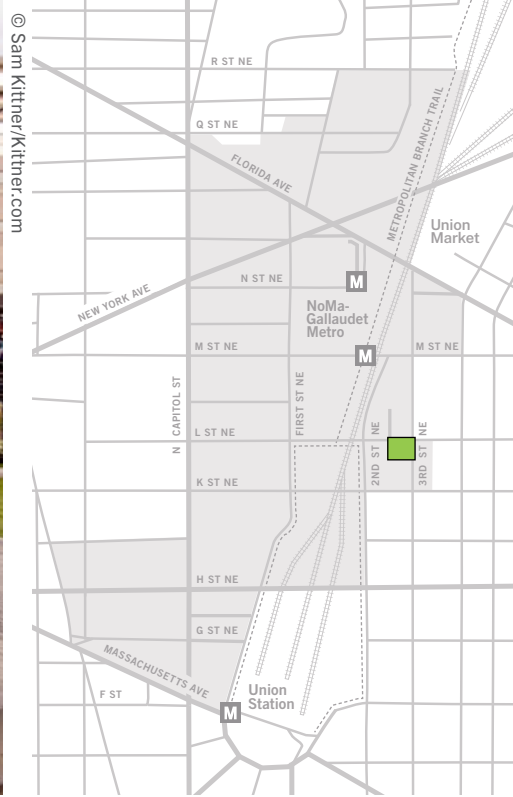 © Sam Kittner/Kittner.com
R ST NE
Q ST NE
FLORIDA AVE
METROPOLITAN BRANCH TRAIL
Union
Market
N ST NE
M
NEW YORK AVE
NoMa-
Gallaudet
Metro
M ST NE
M
M ST NE
N CAPITOL ST
FIRST ST NE
L ST NE
2ND ST NE
3RD ST NE
K ST NE
H ST NE
G ST NE
MASSACHUSETTS AVE
F ST
Union
Station
M